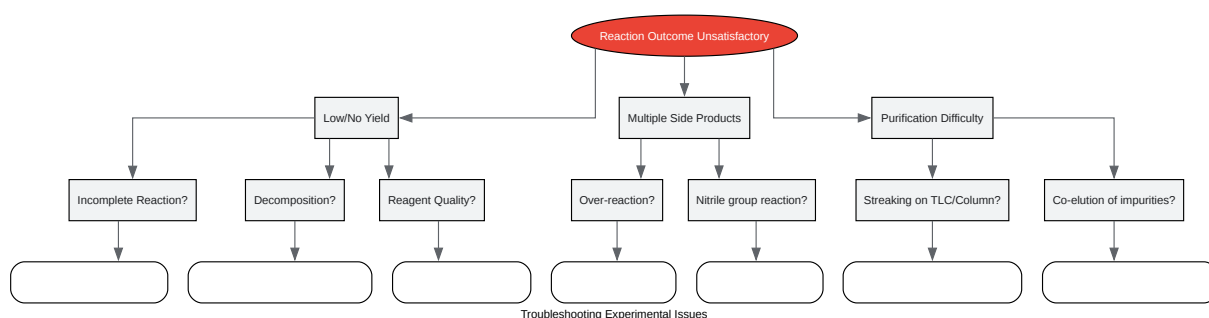 Reaction Outcome Unsatisfactory
Low/No Yield
Multiple Side Products
Purification Difficulty
Incomplete Reaction?
Decomposition?
Reagent Quality?
Over-reaction?
Nitrile group reaction?
Streaking on TLC/Column?
Co-elution of impurities?
Troubleshooting Experimental Issues